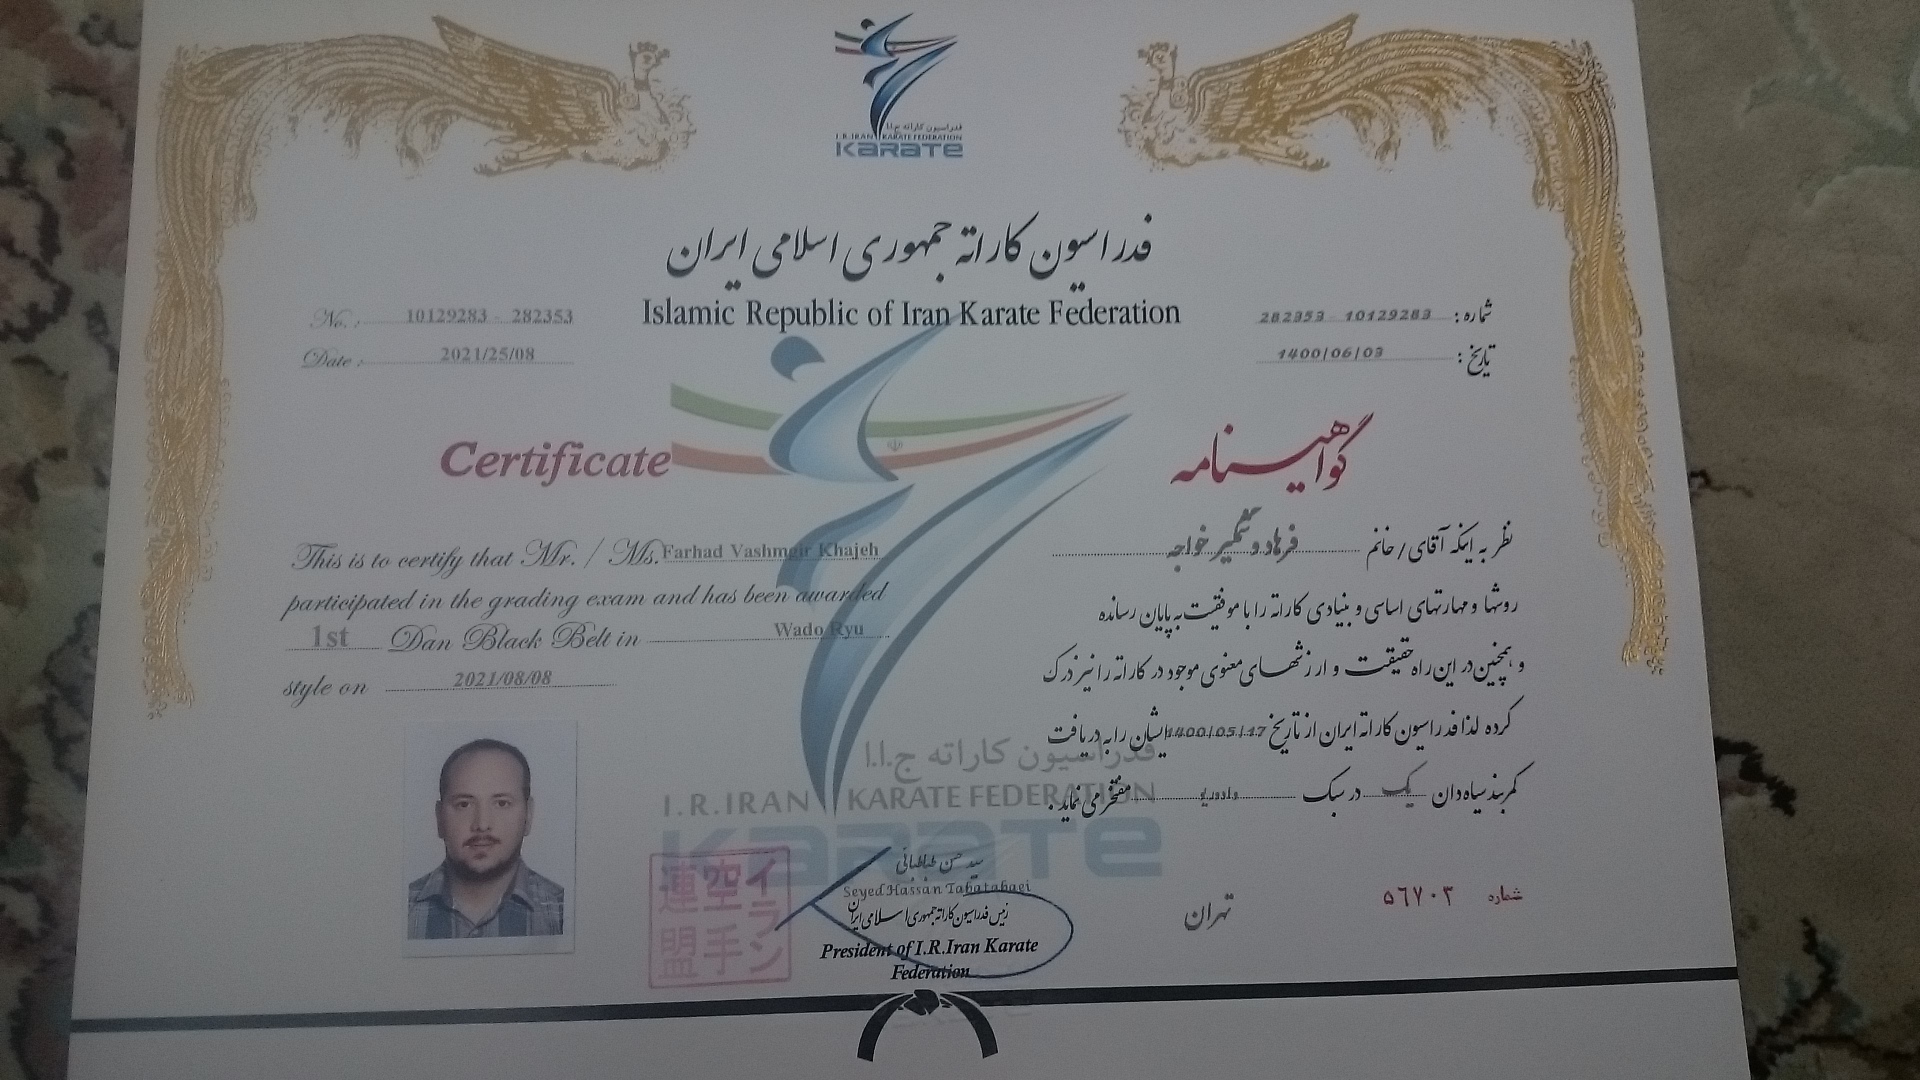 فدراسیون کاراته ج.ا.ا
I.R.IRAN KARATE FEDERATION
KARATE
فدراسیون کاراته جمهوری اسلامی ایران
Islamic Republic of Iran Karate Federation
No. : 10129283 - 282353
Date : 2021/25/08
شماره : 10129283 - 282353
تاریخ : 1400/06/03
Certificate
گواهینامه
This is to certify that Mr. / Ms. Farhad Vashmgir Khajeh
participated in the grading exam and has been awarded
1st Dan Black Belt in Wado Ryu
style on 2021/08/08
نظر به اینکه آقای / خانم فرهاد وشمگیر خواجه
روشها و مهارتهای اساسی و بنیادی کاراته را با موفقیت به پایان رسانده
و همچنین در این راه حقیقت و ارزشهای معنوی موجود در کاراته را نیز درک
کرده لذا فدراسیون کاراته ایران از تاریخ 1400/05/17 ایشان را به دریافت
کمربند سیاه دان یک در سبک وادوریو مفتخر می نماید.
فدراسیون کاراته ج.ا.ا
I.R.IRAN KARATE FEDERATION
KARATE
イラン
空手
連盟
سید حسن طباطبائی
Seyed Hassan Tabatabaei
رئیس فدراسیون کاراته جمهوری اسلامی ایران
President of I.R.Iran Karate
Federation
تهران
شماره ۵۶۷۰۳